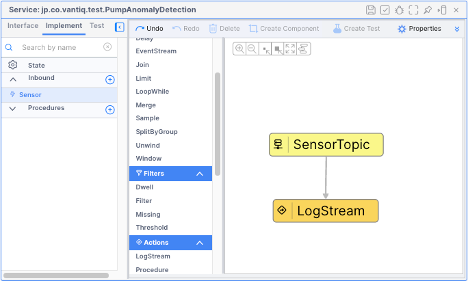 Service: jp.co.vantiq.test.PumpAnomalyDetection
Interface Implement Test
Undo Redo Delete Create Component Create Test Properties
Search by name
State
Inbound
Sensor
Procedures
Delay
EventStream
Join
Limit
LoopWhile
Merge
Sample
SplitByGroup
Unwind
Window
Filters
Dwell
Filter
Missing
Threshold
Actions
LogStream
Procedure
SensorTopic
LogStream